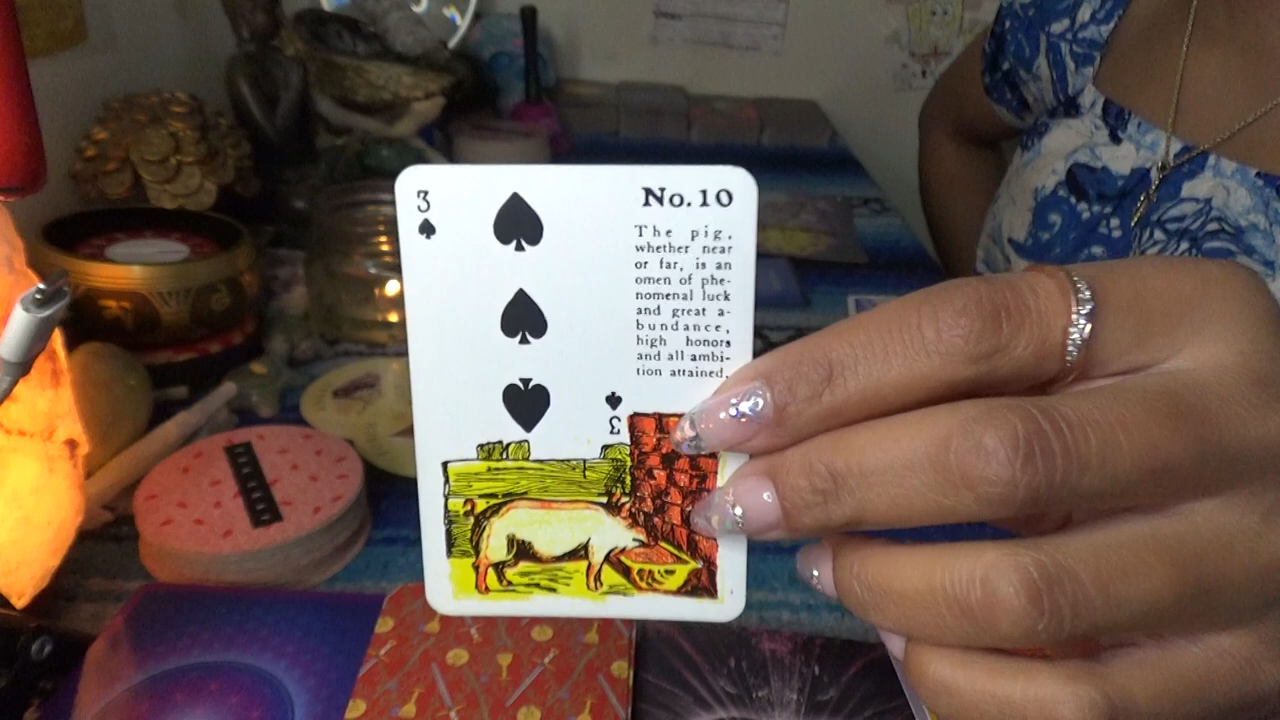 3
No. 10
The pig,
whether near
or far, is an
omen of phe-
nomenal luck
and great a-
bundance,
high honors
and all ambi-
tion attained.
3